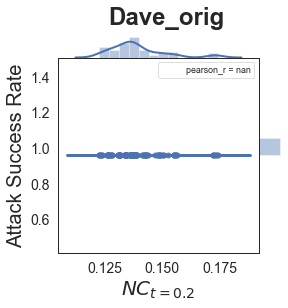 Dave_orig
pearson_r = nan
Attack Success Rate
1.4
1.2
1.0
0.8
0.6
0.125 0.150 0.175
NC_{t = 0.2}